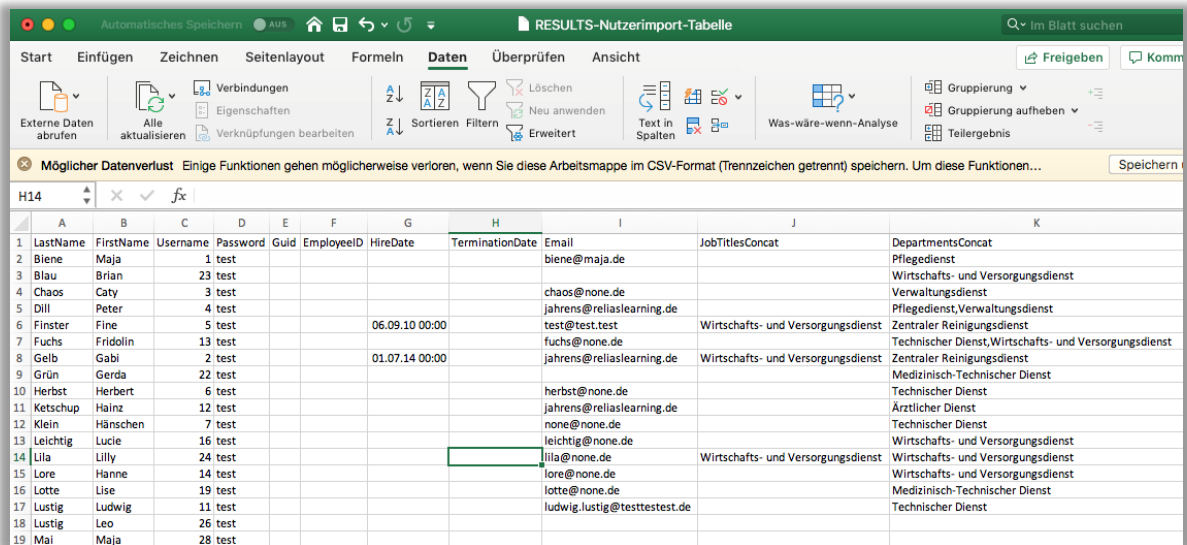 Automatisches Speichern AUS RESULTS-Nutzerimport-Tabelle Im Blatt suchen
Start Einfügen Zeichnen Seitenlayout Formeln Daten Überprüfen Ansicht Freigeben Komm
Externe Daten abrufen
Alle aktualisieren
Verbindungen
Eigenschaften
Verknüpfungen bearbeiten
Sortieren
Filtern
Löschen
Neu anwenden
Erweitert
Text in Spalten
Was-wäre-wenn-Analyse
Gruppierung
Gruppierung aufheben
Teilergebnis
Möglicher Datenverlust Einige Funktionen gehen möglicherweise verloren, wenn Sie diese Arbeitsmappe im CSV-Format (Trennzeichen getrennt) speichern. Um diese Funktionen... Speichern
H14 fx
A B C D E F G H I J K
1 LastName FirstName Username Password Guid EmployeeID HireDate TerminationDate Email JobTitlesConcat DepartmentsConcat
2 Biene Maja 1 test biene@maja.de Pflegedienst
3 Blau Brian 23 test Wirtschafts- und Versorgungsdienst
4 Chaos Caty 3 test chaos@none.de Verwaltungsdienst
5 Dill Peter 4 test jahrens@reliaslearning.de Pflegedienst,Verwaltungsdienst
6 Finster Fine 5 test 06.09.10 00:00 test@test.test Wirtschafts- und Versorgungsdienst Zentraler Reinigungsdienst
7 Fuchs Fridolin 13 test fuchs@none.de Technischer Dienst,Wirtschafts- und Versorgungsdienst
8 Gelb Gabi 2 test 01.07.14 00:00 jahrens@reliaslearning.de Wirtschafts- und Versorgungsdienst Zentraler Reinigungsdienst
9 Grün Gerda 22 test Medizinisch-Technischer Dienst
10 Herbst Herbert 6 test herbst@none.de Technischer Dienst
11 Ketschup Hainz 12 test jahrens@reliaslearning.de Ärztlicher Dienst
12 Klein Hänschen 7 test none@none.de Technischer Dienst
13 Leichtig Lucie 16 test leichtig@none.de Wirtschafts- und Versorgungsdienst
14 Lila Lilly 24 test lila@none.de Wirtschafts- und Versorgungsdienst Wirtschafts- und Versorgungsdienst
15 Lore Hanne 14 test lore@none.de Wirtschafts- und Versorgungsdienst
16 Lotte Lise 19 test lotte@none.de Medizinisch-Technischer Dienst
17 Lustig Ludwig 11 test ludwig.lustig@testtestest.de Technischer Dienst
18 Lustig Leo 26 test
19 Mai Maja 28 test